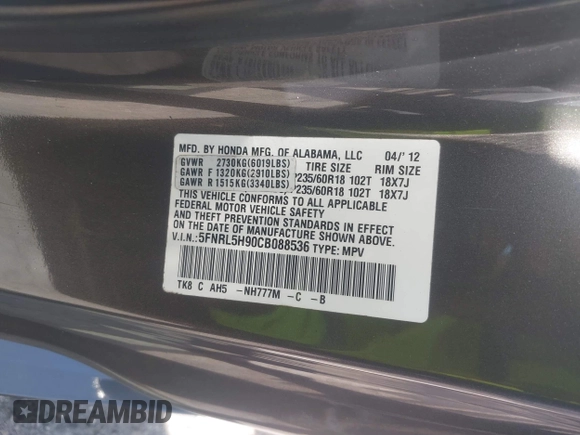 MFD. BY HONDA MFG. OF ALABAMA, LLC 04/' 12
GVWR 2730KG(6019LBS) TIRE SIZE RIM SIZE
GAWR F 1320KG(2910LBS) P235/60R18 102T 18X7J
GAWR R 1515KG(3340LBS) P235/60R18 102T 18X7J
THIS VEHICLE CONFORMS TO ALL APPLICABLE
FEDERAL MOTOR VEHICLE SAFETY
AND THEFT PREVENTION STANDARDS IN EFFECT
ON THE DATE OF MANUFACTURE SHOWN ABOVE.
V.I.N.:5FNRL5H90CB088536 TYPE: MPV
TK8 C AH5 -NH777M -C -B
DREAMBID